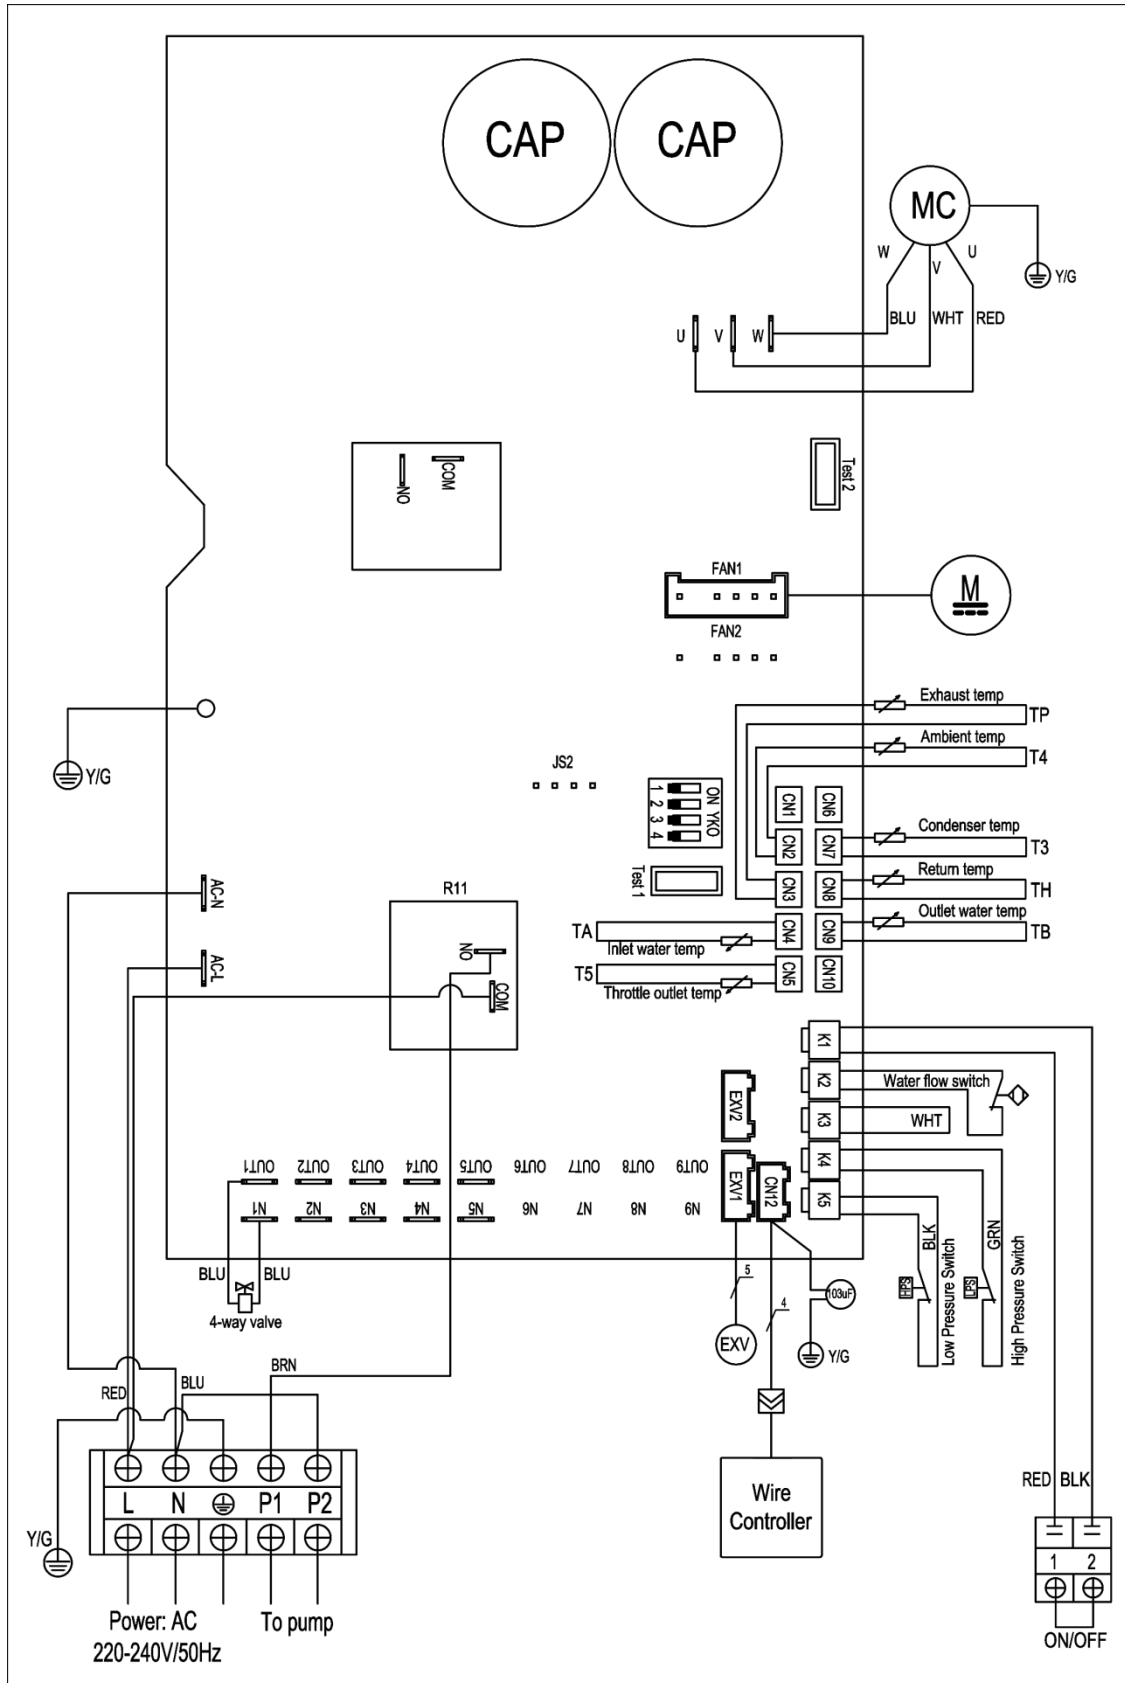 CAP
CAP
MC
W
V
U
Y/G
BLU
WHT
RED
U
V
W
NO
COM
Test 2
FAN1
M
FAN2
Exhaust temp
TP
Ambient temp
T4
Y/G
JS2
1
2
3
4
ON YKO
CN1
CN6
Condenser temp
CN2
CN7
T3
Test 1
Return temp
CN3
CN8
TH
AC-N
R11
Outlet water temp
TA
CN4
CN9
TB
Inlet water temp
NO
AC-L
T5
CN5
CN10
Throttle outlet temp
COM
K1
Water flow switch
K2
EXV2
K3
WHT
K4
OUT1
OUT2
OUT3
OUT4
OUT5
OUT6
OUT7
OUT8
OUT9
EXV1
CN12
K5
N1
N2
N3
N4
N5
N6
N7
N8
N9
BLK
GRN
BLU
BLU
4-way valve
5
4
103uF
HPS
LPS
Low Pressure Switch
High Pressure Switch
EXV
Y/G
BRN
RED
BLU
L
N
P1
P2
Y/G
Wire
Controller
RED
BLK
1
2
ON/OFF
Power: AC
220-240V/50Hz
To pump